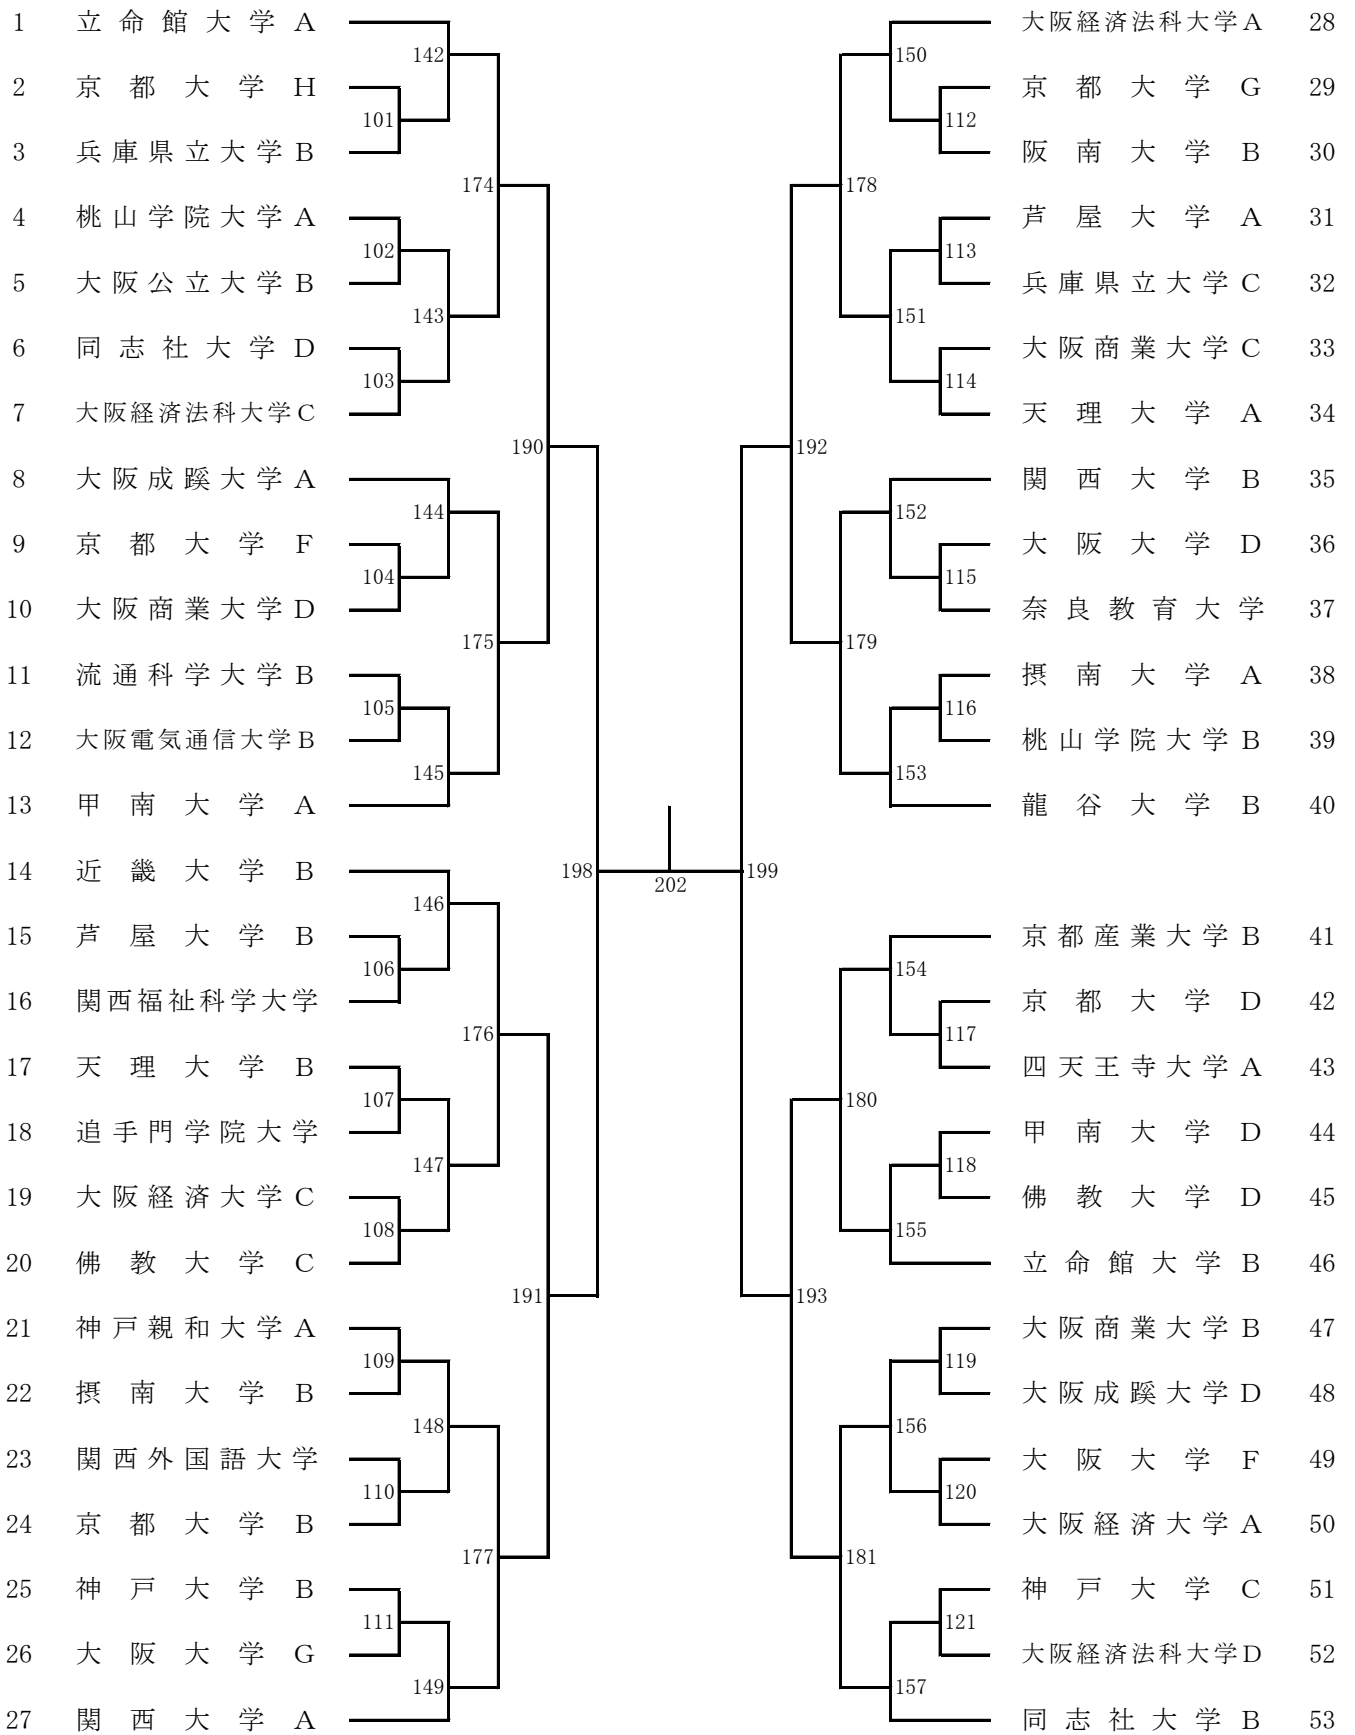 1 立命館大学A
2 京都大学H
3 兵庫県立大学B
4 桃山学院大学A
5 大阪公立大学B
6 同志社大学D
7 大阪経済法科大学C
8 大阪成蹊大学A
9 京都大学F
10 大阪商業大学D
11 流通科学大学B
12 大阪電気通信大学B
13 甲南大学A
14 近畿大学B
15 芦屋大学B
16 関西福祉科学大学
17 天理大学B
18 追手門学院大学
19 大阪経済大学C
20 佛教大学C
21 神戸親和大学A
22 摂南大学B
23 関西外国語大学
24 京都大学B
25 神戸大学B
26 大阪大学G
27 関西大学A
101
102
103
104
105
106
107
108
109
110
111
142
143
144
145
146
147
148
149
174
175
176
177
190
191
198
202
199
192
193
178
179
180
181
150
151
152
153
154
155
156
157
112
113
114
115
116
117
118
119
120
121
大阪経済法科大学A 28
京都大学G 29
阪南大学B 30
芦屋大学A 31
兵庫県立大学C 32
大阪商業大学C 33
天理大学A 34
関西大学B 35
大阪大学D 36
奈良教育大学 37
摂南大学A 38
桃山学院大学B 39
龍谷大学B 40
京都産業大学B 41
京都大学D 42
四天王寺大学A 43
甲南大学D 44
佛教大学D 45
立命館大学B 46
大阪商業大学B 47
大阪成蹊大学D 48
大阪大学F 49
大阪経済大学A 50
神戸大学C 51
大阪経済法科大学D 52
同志社大学B 53